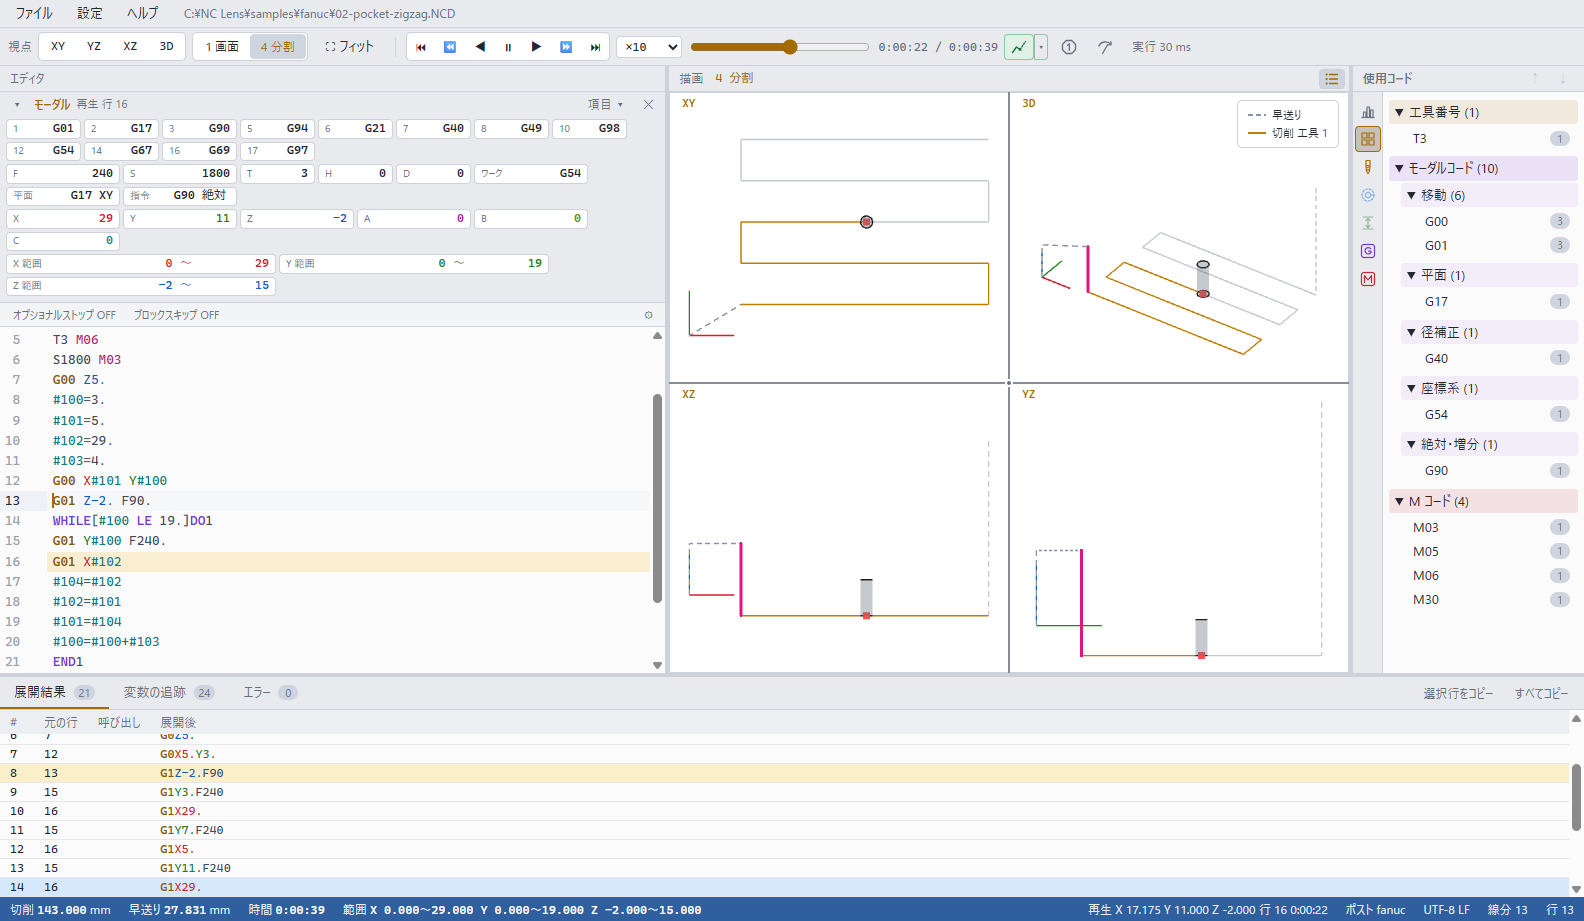 ファイル 設定 ヘルプ C:¥NC Lens¥samples¥fanuc¥02-pocket-zigzag.NCD
視点 XY YZ XZ 3D 1 画面 4 分割 フィット ×10 0:00:22 / 0:00:39 実行 30 ms
エディタ
モーダル 再生 行 16 項目
1 G01 2 G17 3 G90 5 G94 6 G21 7 G40 8 G49 10 G98
12 G54 14 G67 16 G69 17 G97
F 240 S 1800 T 3 H 0 D 0 ワーク G54
平面 G17 XY 指令 G90 絶対
X 29 Y 11 Z -2 A 0 B 0
C 0
X 範囲 0 ～ 29 Y 範囲 0 ～ 19
Z 範囲 -2 ～ 15
オプショナルストップ OFF ブロックスキップ OFF
5 T3 M06
6 S1800 M03
7 G00 Z5.
8 #100=3.
9 #101=5.
10 #102=29.
11 #103=4.
12 G00 X#101 Y#100
13 G01 Z-2. F90.
14 WHILE[#100 LE 19.]DO1
15 G01 Y#100 F240.
16 G01 X#102
17 #104=#102
18 #102=#101
19 #101=#104
20 #100=#100+#103
21 END1
描画 4 分割
XY
3D
早送り
切削 工具 1
XZ
YZ
使用コード ↑ ↓
▼ 工具番号 (1)
T3 1
▼ モーダルコード (10)
▼ 移動 (6)
G00 3
G01 3
▼ 平面 (1)
G17 1
▼ 径補正 (1)
G40 1
▼ 座標系 (1)
G54 1
▼ 絶対・増分 (1)
G90 1
▼ M コード (4)
M03 1
M05 1
M06 1
M30 1
G
M
展開結果 21 変数の追跡 24 エラー 0 選択行をコピー すべてコピー
# 元の行 呼び出し 展開後
6 7 G0Z5.
7 12 G0X5.Y3.
8 13 G1Z-2.F90
9 15 G1Y3.F240
10 16 G1X29.
11 15 G1Y7.F240
12 16 G1X5.
13 15 G1Y11.F240
14 16 G1X29.
切削 143.000 mm 早送り 27.831 mm 時間 0:00:39 範囲 X 0.000～29.000 Y 0.000～19.000 Z -2.000～15.000 再生 X 17.175 Y 11.000 Z -2.000 行 16 0:00:22 ポスト fanuc UTF-8 LF 線分 13 行 13